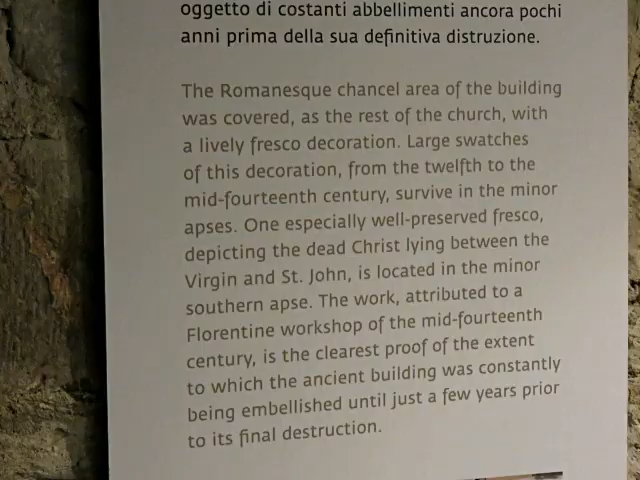 oggetto di costanti abbellimenti ancora pochi
anni prima della sua definitiva distruzione.
The Romanesque chancel area of the building
was covered, as the rest of the church, with
a lively fresco decoration. Large swatches
of this decoration, from the twelfth to the
mid-fourteenth century, survive in the minor
apses. One especially well-preserved fresco,
depicting the dead Christ lying between the
Virgin and St. John, is located in the minor
southern apse. The work, attributed to a
Florentine workshop of the mid-fourteenth
century, is the clearest proof of the extent
to which the ancient building was constantly
being embellished until just a few years prior
to its final destruction.